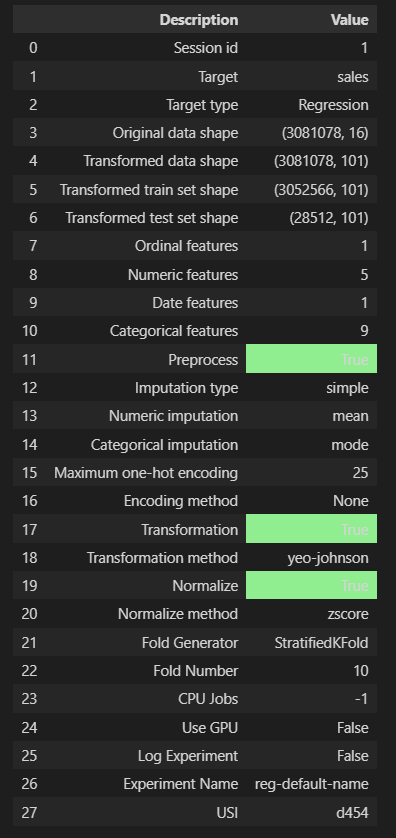 Description Value
0 Session id 1
1 Target sales
2 Target type Regression
3 Original data shape (3081078, 16)
4 Transformed data shape (3081078, 101)
5 Transformed train set shape (3052566, 101)
6 Transformed test set shape (28512, 101)
7 Ordinal features 1
8 Numeric features 5
9 Date features 1
10 Categorical features 9
11 Preprocess True
12 Imputation type simple
13 Numeric imputation mean
14 Categorical imputation mode
15 Maximum one-hot encoding 25
16 Encoding method None
17 Transformation True
18 Transformation method yeo-johnson
19 Normalize True
20 Normalize method zscore
21 Fold Generator StratifiedKFold
22 Fold Number 10
23 CPU Jobs -1
24 Use GPU False
25 Log Experiment False
26 Experiment Name reg-default-name
27 USI d454